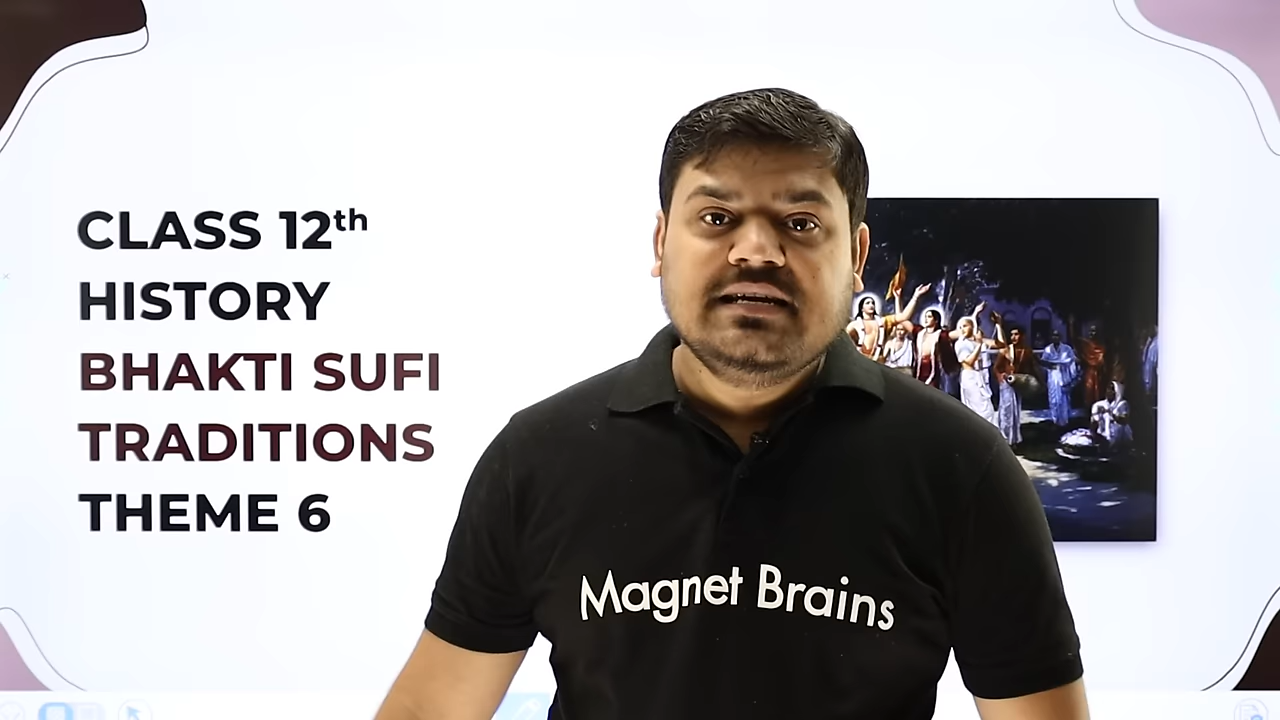 CLASS 12th
HISTORY
BHAKTI SUFI
TRADITIONS
THEME 6
Magnet Brains